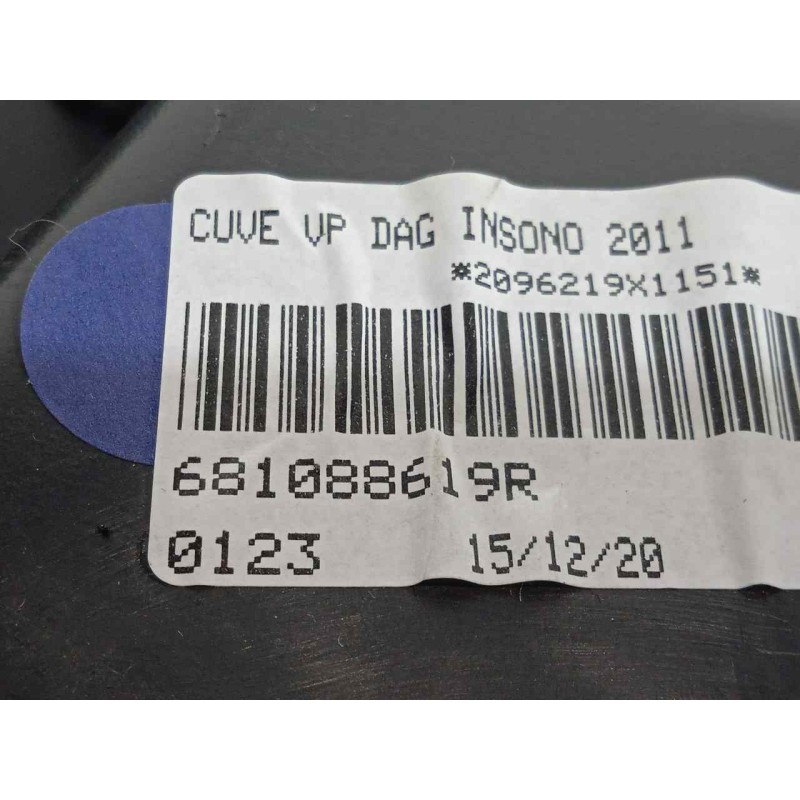 CUVE VP DAG INSONO 2011
*2096219X1151*
681088619R
0123 15/12/20